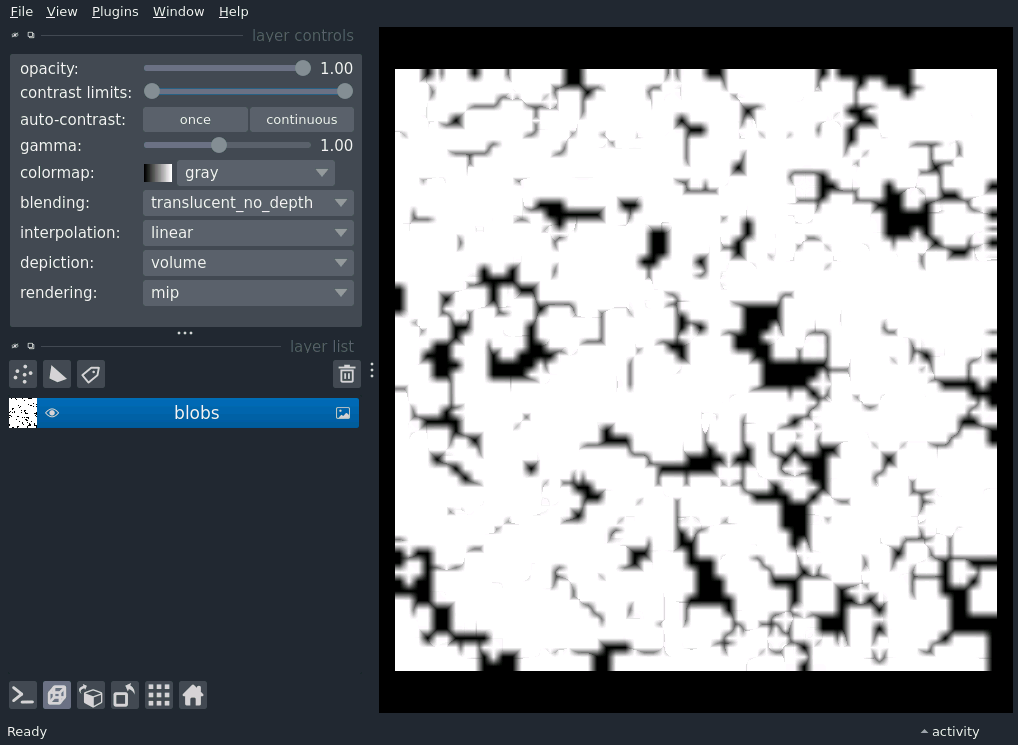 File View Plugins Window Help
layer controls
opacity: 1.00
contrast limits:
auto-contrast: once continuous
gamma: 1.00
colormap: gray
blending: translucent_no_depth
interpolation: linear
depiction: volume
rendering: mip
layer list
blobs
Ready activity